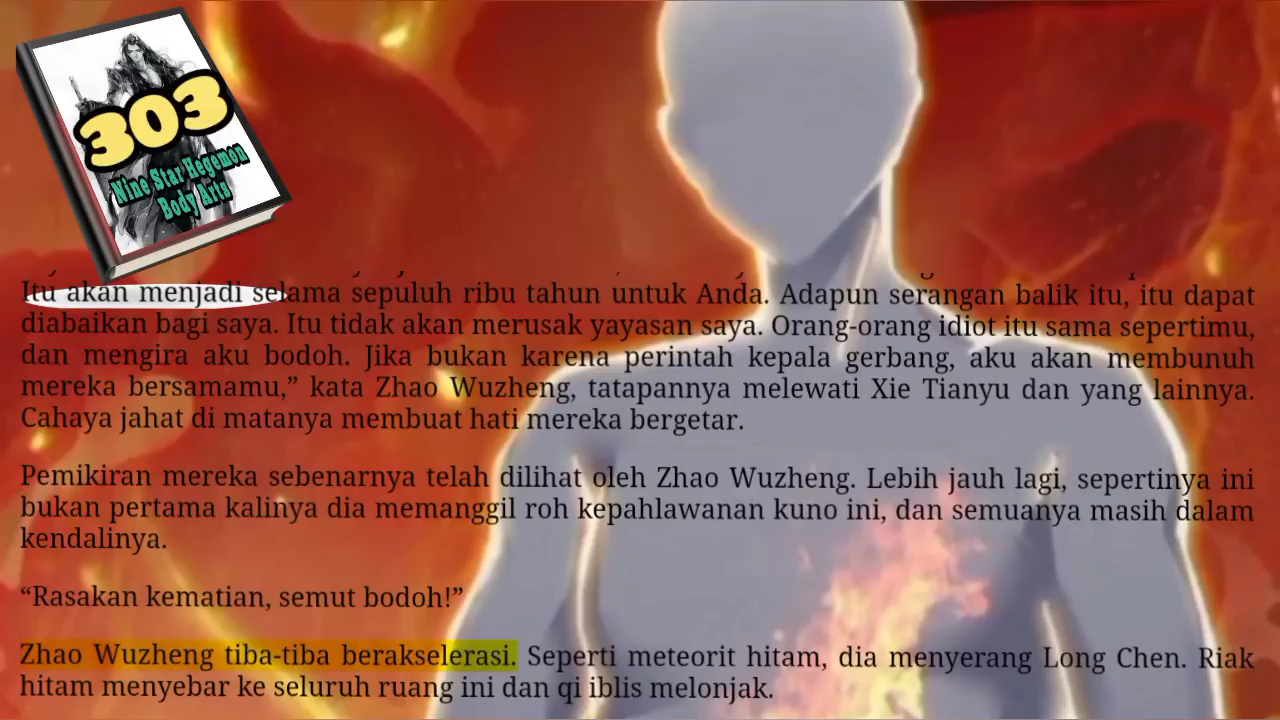 303
Nine Star Hegemon
Body Arts
Itu akan menjadi selama sepuluh ribu tahun untuk Anda. Adapun serangan balik itu, itu dapat
diabaikan bagi saya. Itu tidak akan merusak yayasan saya. Orang-orang idiot itu sama sepertimu,
dan mengira aku bodoh. Jika bukan karena perintah kepala gerbang, aku akan membunuh
mereka bersamamu,” kata Zhao Wuzheng, tatapannya melewati Xie Tianyu dan yang lainnya.
Cahaya jahat di matanya membuat hati mereka bergetar.
Pemikiran mereka sebenarnya telah dilihat oleh Zhao Wuzheng. Lebih jauh lagi, sepertinya ini
bukan pertama kalinya dia memanggil roh kepahlawanan kuno ini, dan semuanya masih dalam
kendalinya.
“Rasakan kematian, semut bodoh!”
Zhao Wuzheng tiba-tiba berakselerasi. Seperti meteorit hitam, dia menyerang Long Chen. Riak
hitam menyebar ke seluruh ruang ini dan qi iblis melonjak.